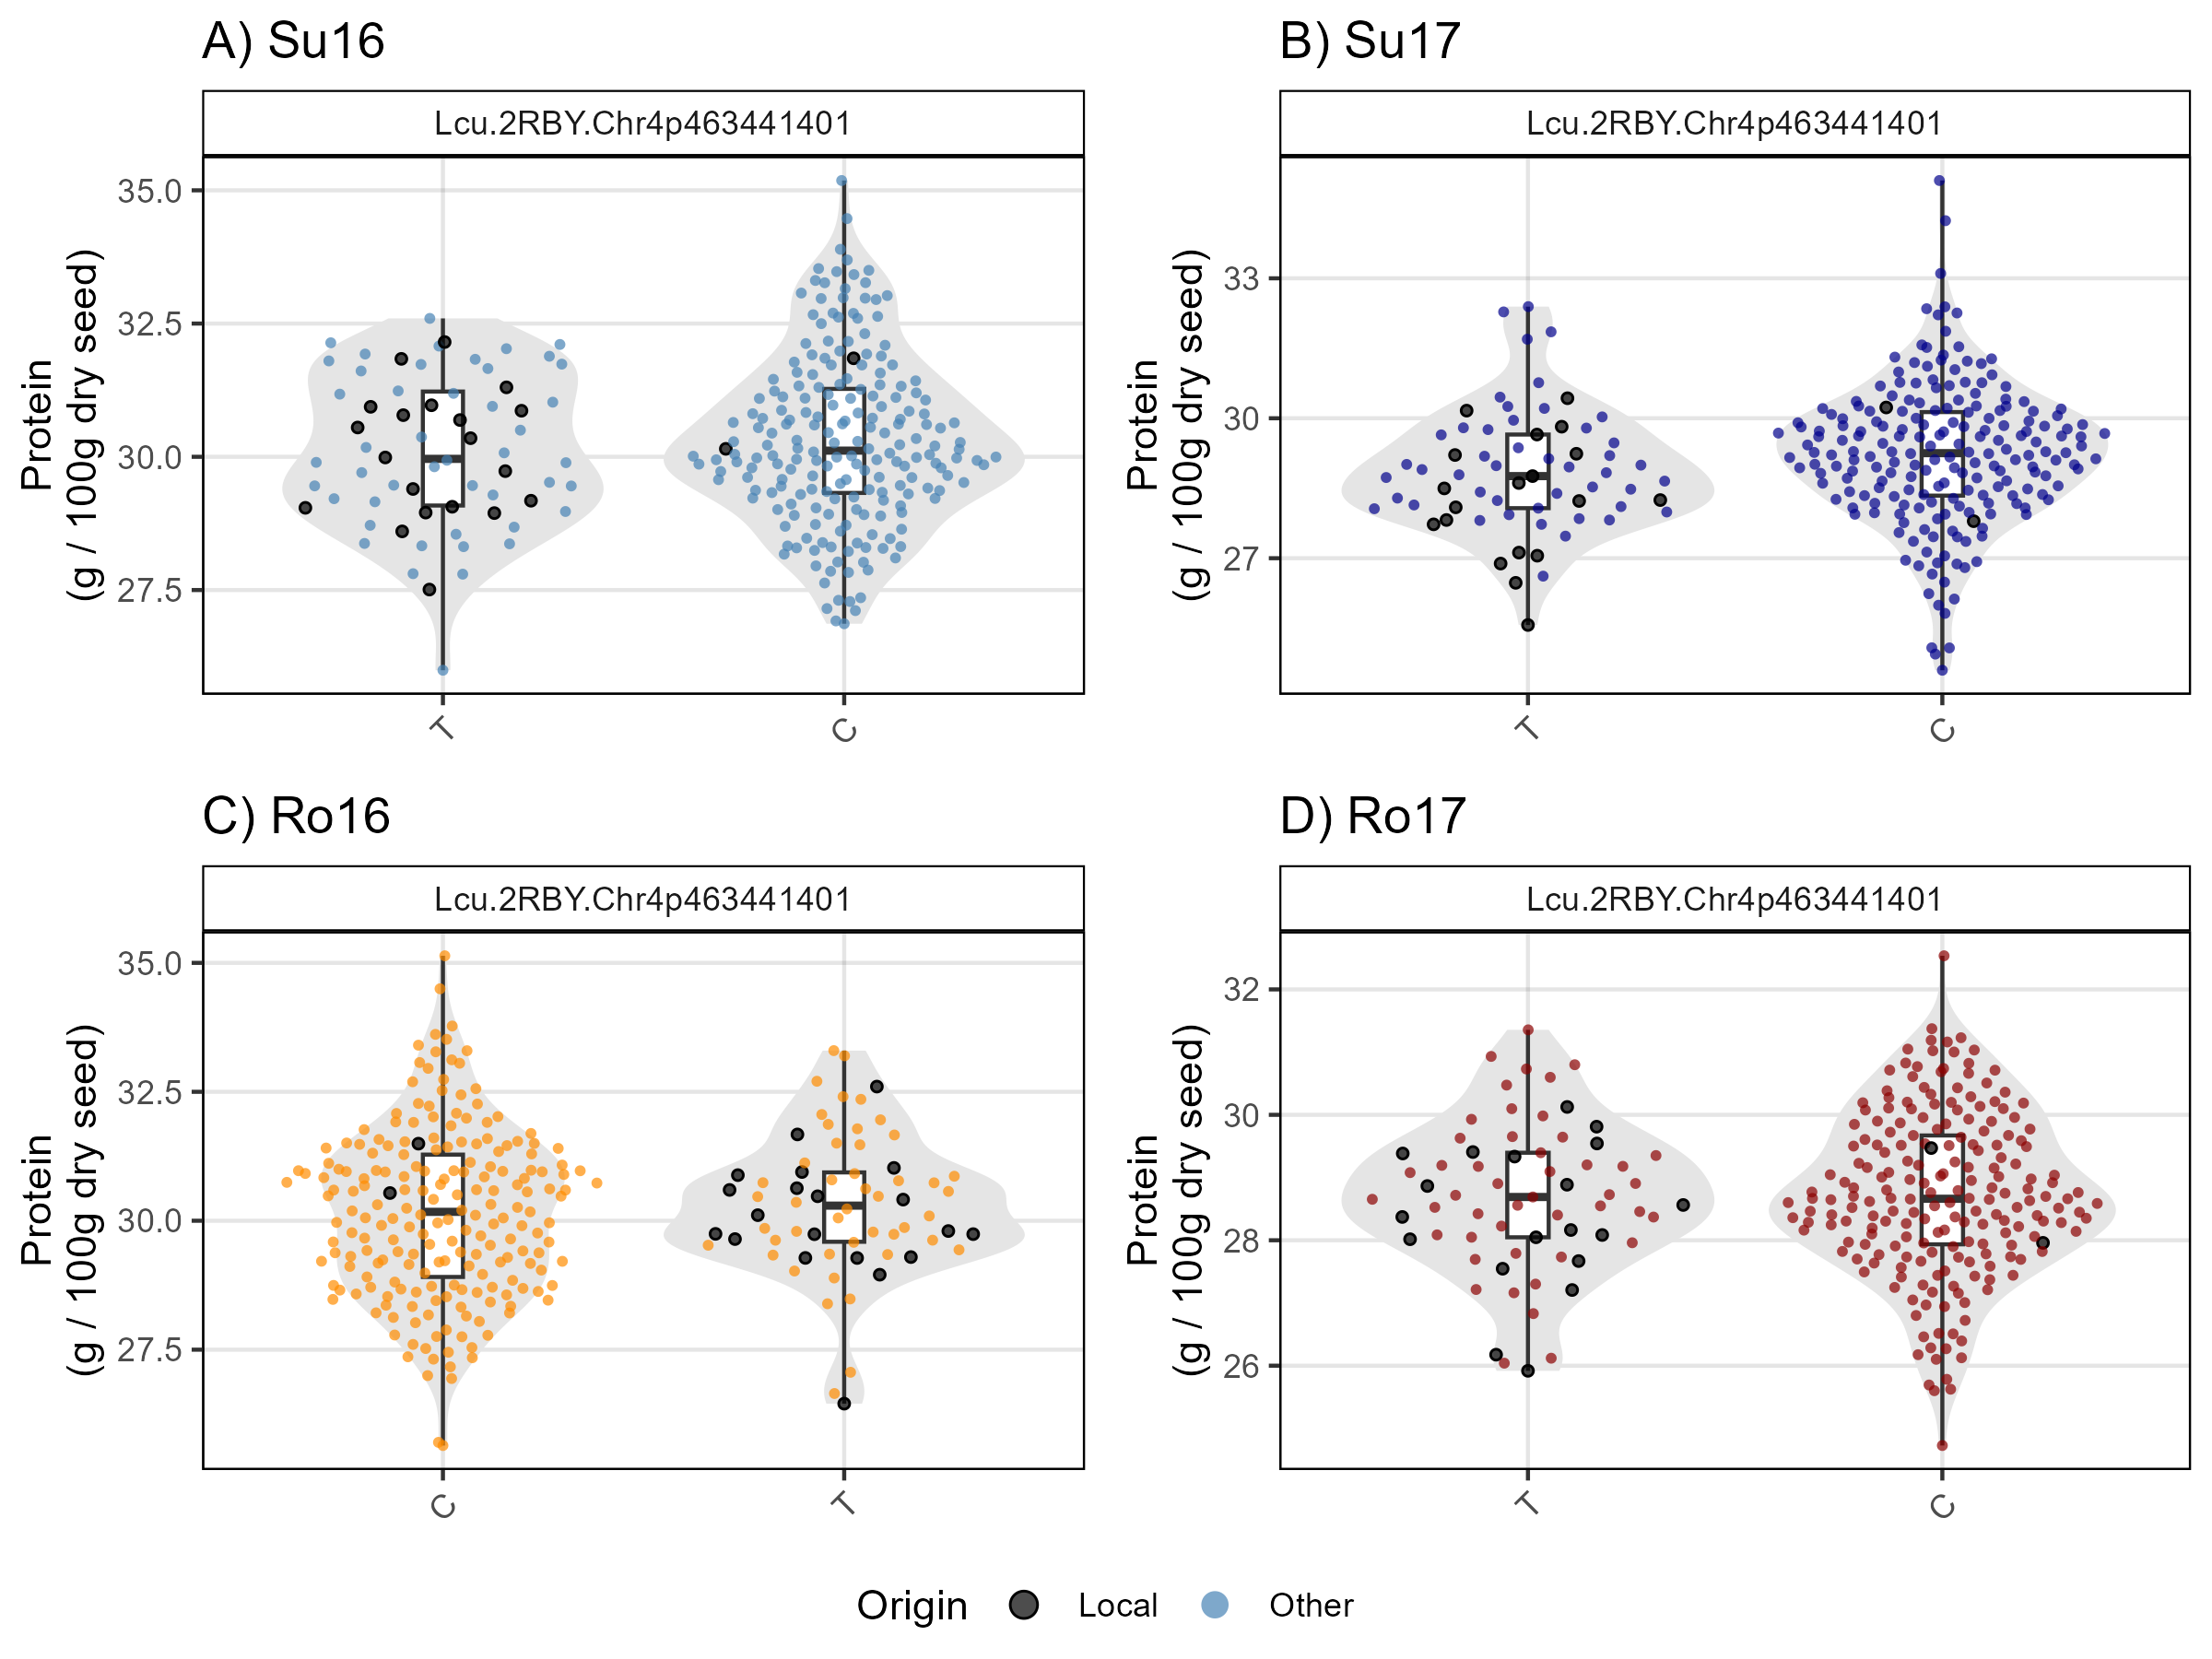 A) Su16
Lcu.2RBY.Chr4p463441401
Protein
(g / 100g dry seed)
35.0
32.5
30.0
27.5
T
C
B) Su17
Lcu.2RBY.Chr4p463441401
Protein
(g / 100g dry seed)
33
30
27
T
C
C) Ro16
Lcu.2RBY.Chr4p463441401
Protein
(g / 100g dry seed)
35.0
32.5
30.0
27.5
C
T
D) Ro17
Lcu.2RBY.Chr4p463441401
Protein
(g / 100g dry seed)
32
30
28
26
T
C
Origin Local Other